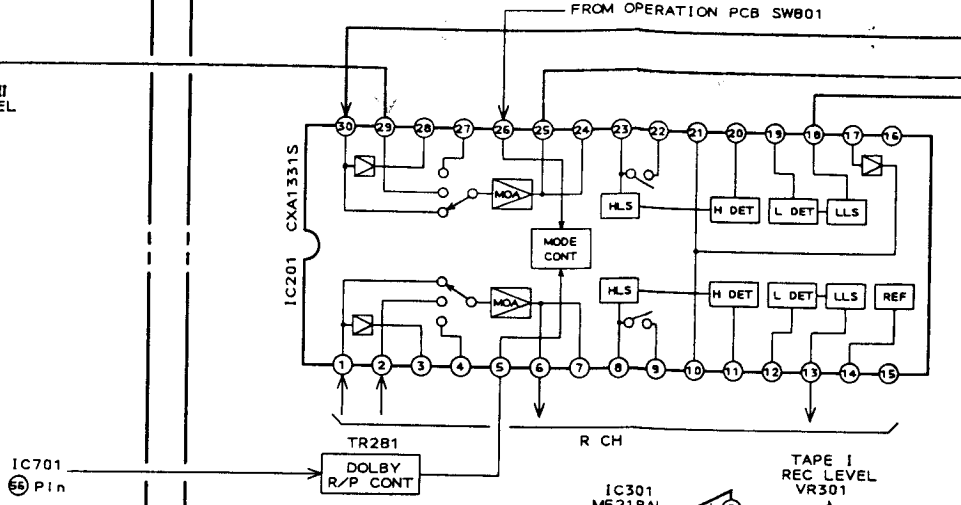 FROM OPERATION PCB SW801
II
EL
30 29 28 27 26 25 24 23 22 21 20 19 18 17 16
IC201 CXA1331S
MOA
HLS
H DET
L DET
LLS
MODE
CONT
MOA
HLS
H DET
L DET
LLS
REF
1 2 3 4 5 6 7 8 9 10 11 12 13 14 15
R CH
TR281
DOLBY
R/P CONT
IC701
56 Pin
TAPE I
REC LEVEL
VR301
IC301